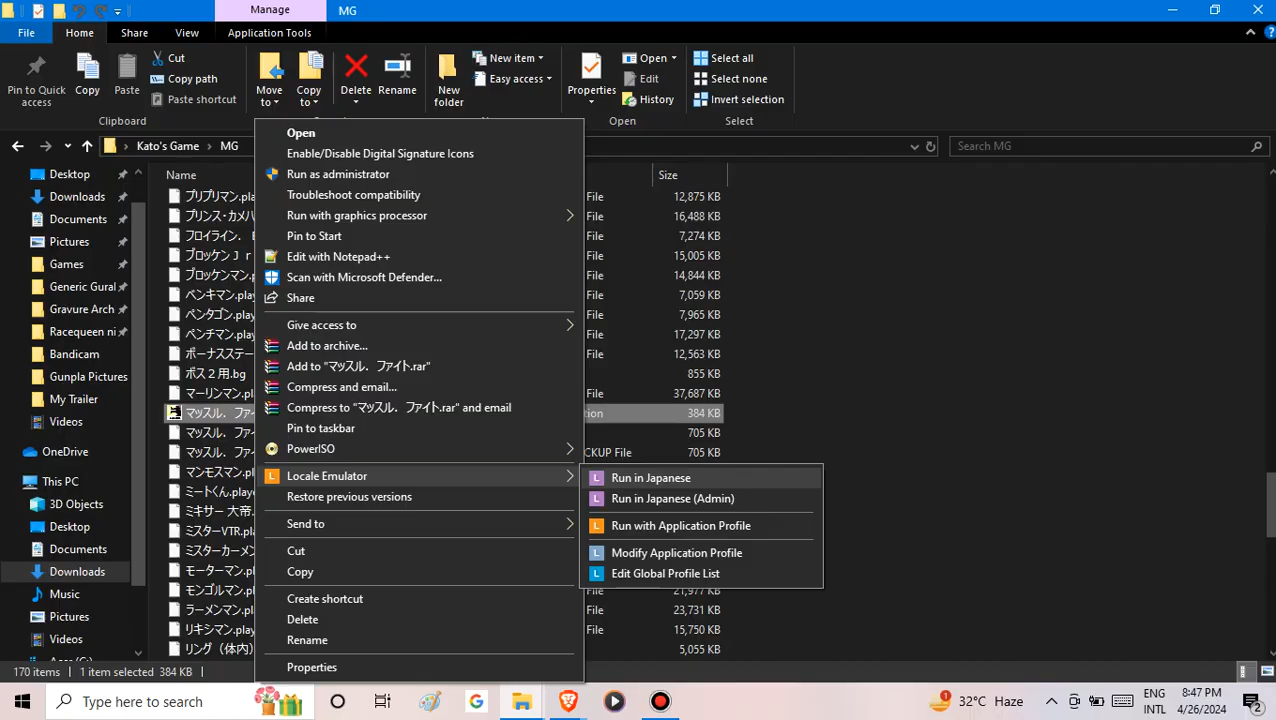 Manage
MG
File
Home
Share
View
Application Tools
Pin to Quick access
Copy
Paste
Cut
Copy path
Paste shortcut
Move to
Copy to
Delete
Rename
New folder
New item
Easy access
Properties
Open
Edit
History
Select all
Select none
Invert selection
Clipboard
Open
Select
Kato's Game
MG
Search MG
Name
Size
Desktop
Downloads
Documents
Pictures
Games
Generic Gural
Gravure Arch
Racequeen ni
Bandicam
Gunpla Pictures
My Trailer
Videos
OneDrive
This PC
3D Objects
Desktop
Documents
Downloads
Music
Pictures
Videos
プリプリマン.pla
File
12,875 KB
プリンス・カメハ
File
16,488 KB
フロイライン.
File
7,274 KB
ブロッケンJｒ
File
15,005 KB
ブロッケンマン.p
File
14,844 KB
ベンキマン.play
File
7,059 KB
ペンタゴン.play
File
7,965 KB
ペンチマン.play
File
17,297 KB
ボーナスステー
File
12,563 KB
ボス２用.bg
855 KB
マーリンマン.pl
File
37,687 KB
マッスル．ファイ
tion
384 KB
マッスル．ファイ
705 KB
マッスル．ファイ
CKUP File
705 KB
マンモスマン.pl
ミートくん.play
ミキサー大帝.
ミスターVTR.p
ミスターカーメン
モーターマン.pl
モンゴルマン.pl
21,977 KB
ラーメンマン.pl
File
23,731 KB
リキシマン.play
File
15,750 KB
リング（体内）
5,055 KB
Open
Enable/Disable Digital Signature Icons
Run as administrator
Troubleshoot compatibility
Run with graphics processor
Pin to Start
Edit with Notepad++
Scan with Microsoft Defender...
Share
Give access to
Add to archive...
Add to "マッスル．ファイト.rar"
Compress and email...
Compress to "マッスル．ファイト.rar" and email
Pin to taskbar
PowerISO
Locale Emulator
Restore previous versions
Send to
Cut
Copy
Create shortcut
Delete
Rename
Properties
Run in Japanese
Run in Japanese (Admin)
Run with Application Profile
Modify Application Profile
Edit Global Profile List
170 items
1 item selected 384 KB
Type here to search
32°C Haze
ENG
INTL
8:47 PM
4/26/2024
2